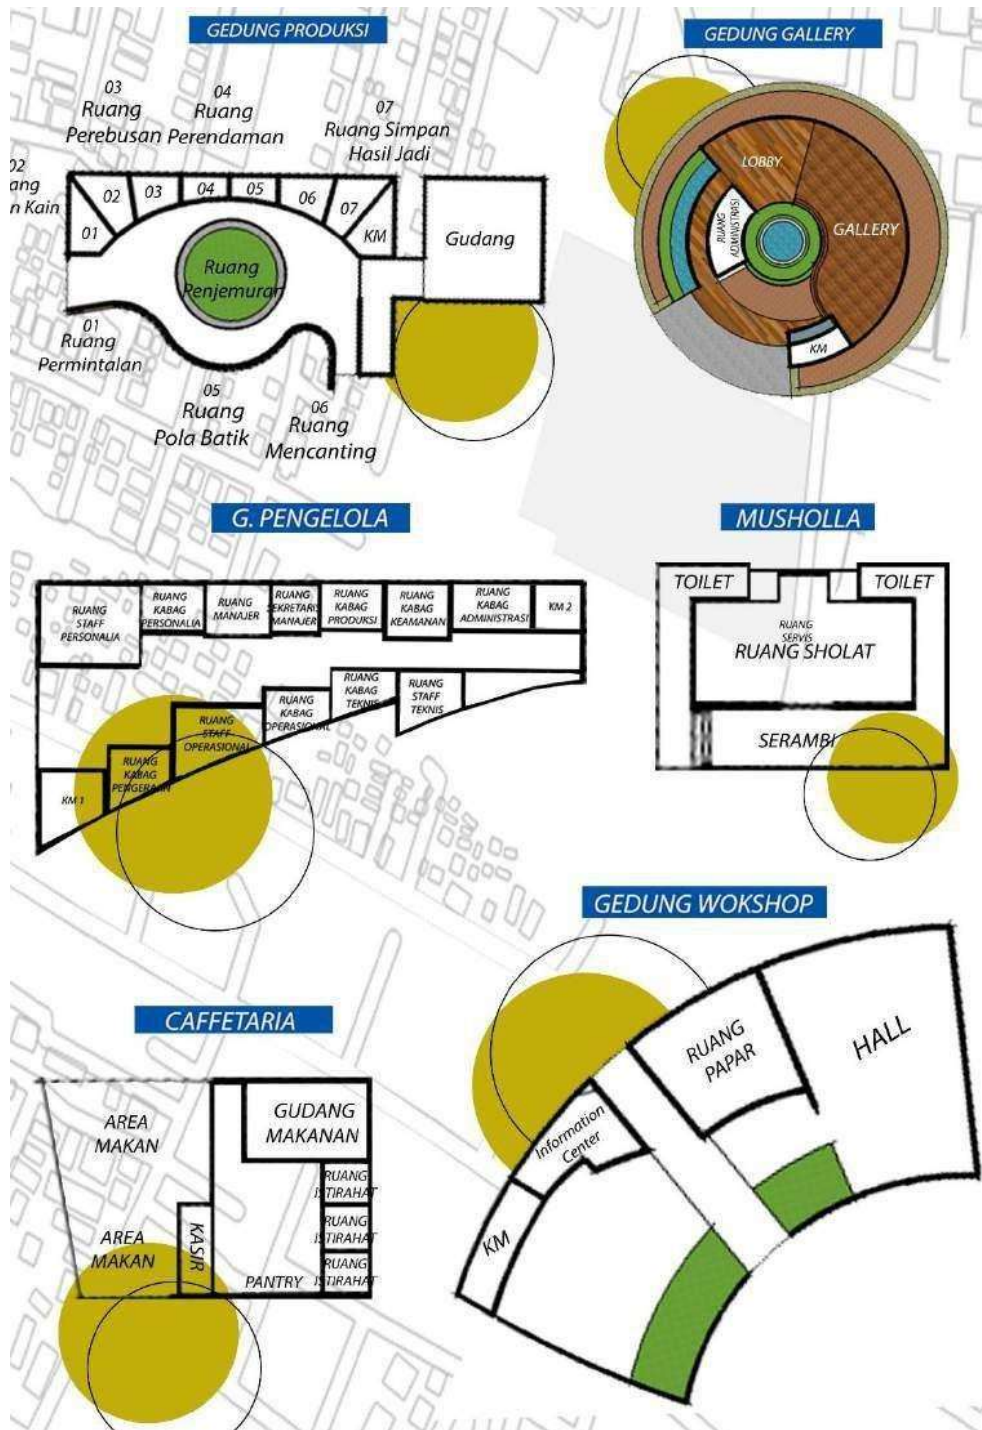 GEDUNG PRODUKSI
03
Ruang
Perebusan
04
Ruang
Perendaman
07
Ruang Simpan
Hasil Jadi
02
ang
n Kain
01
02
03
04
05
06
07
KM
Gudang
Ruang
Penjemuran
01
Ruang
Permintalan
05
Ruang
Pola Batik
06
Ruang
Mencanting
GEDUNG GALLERY
LOBBY
RUANG
ADMINISTRASI
GALLERY
KM
G. PENGELOLA
RUANG
STAFF
PERSONALIA
RUANG
KABAG
PERSONALIA
RUANG
MANAJER
RUANG
SEKRETARIS
MANAJER
RUANG
KABAG
PRODUKSI
RUANG
KABAG
KEAMANAN
RUANG
KABAG
ADMINISTRASI
KM 2
RUANG
KABAG
TEKNIS
RUANG
STAFF
TEKNIS
RUANG
KABAG
OPERASIONAL
RUANG
STAFF
OPERASIONAL
RUANG
KABAG
KM 1
MUSHOLLA
TOILET
TOILET
RUANG
SERVIS
RUANG SHOLAT
SERAMBI
GEDUNG WOKSHOP
RUANG
PAPAR
HALL
Information
Center
KM
CAFFETARIA
AREA
MAKAN
GUDANG
MAKANAN
RUANG
ISTIRAHAT
RUANG
ISTIRAHAT
RUANG
ISTIRAHAT
AREA
MAKAN
KASIR
PANTRY